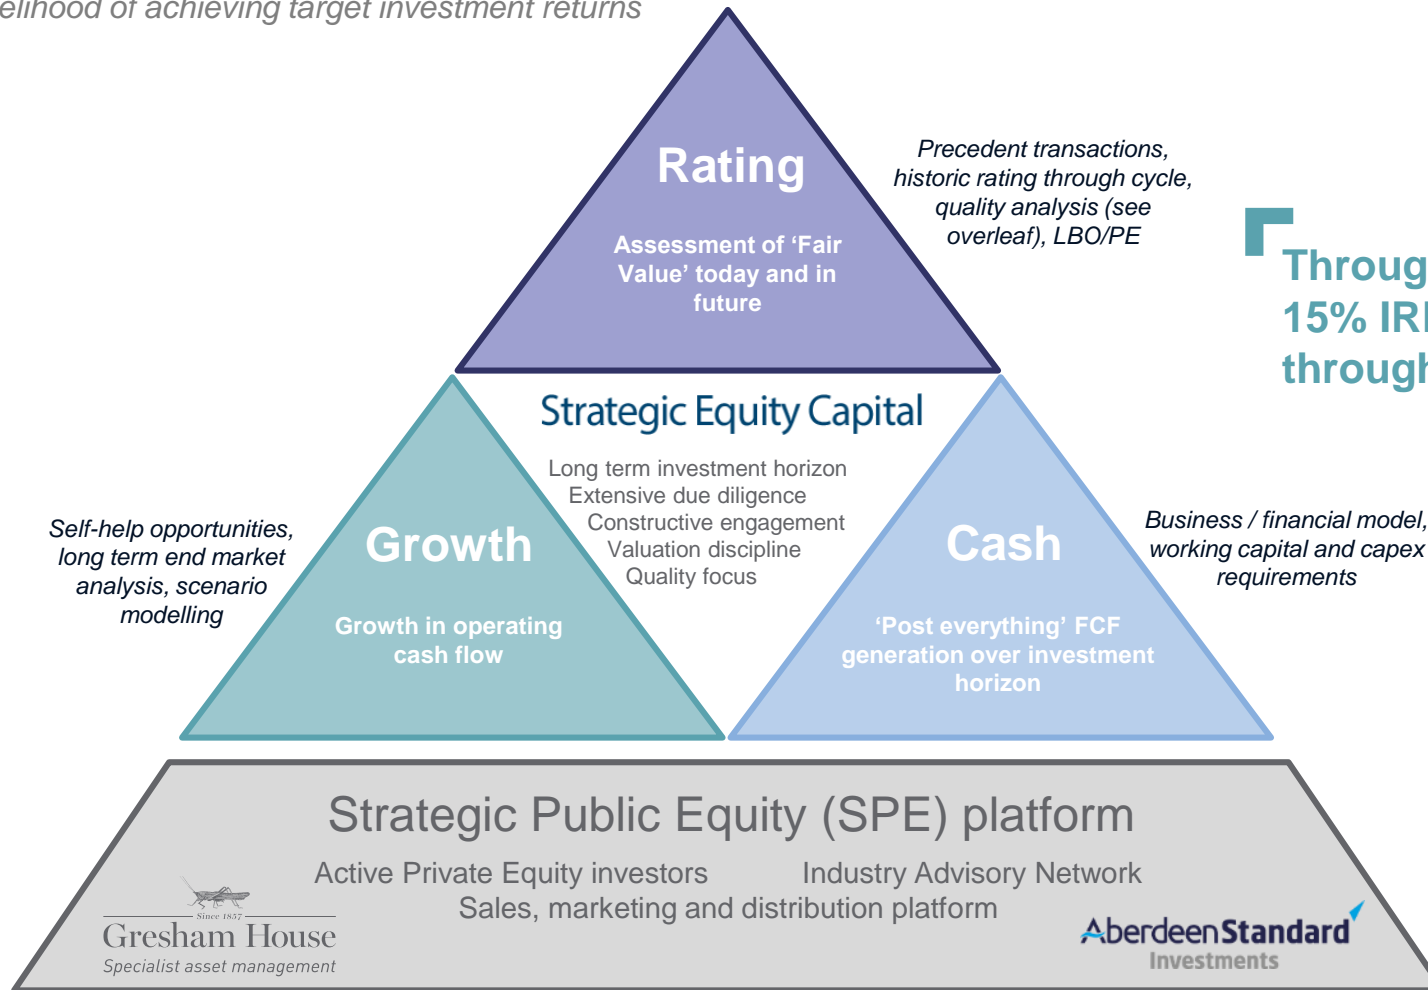 of achieving target investment returns
Rating
Assessment of ‘Fair
Value’ today and in
future
Precedent transactions,
historic rating through cycle,
quality analysis (see
overleaf), LBO/PE
15%
Strategic Equity Capital
Long term investment horizon
Extensive due diligence
Constructive engagement
Valuation discipline
Quality focus
Self-help opportunities,
long term end market
analysis, scenario
modelling
Growth
Growth in operating
cash flow
Cash
‘Post everything’ FCF
generation over investment
horizon
Business / financial model,
working capital and capex
requirements
Strategic Public Equity (SPE) platform
Active Private Equity investors
Industry Advisory Network
Sales, marketing and distribution platform
Since 1857
Gresham House
Specialist asset management
Aberdeen Standard
Investments